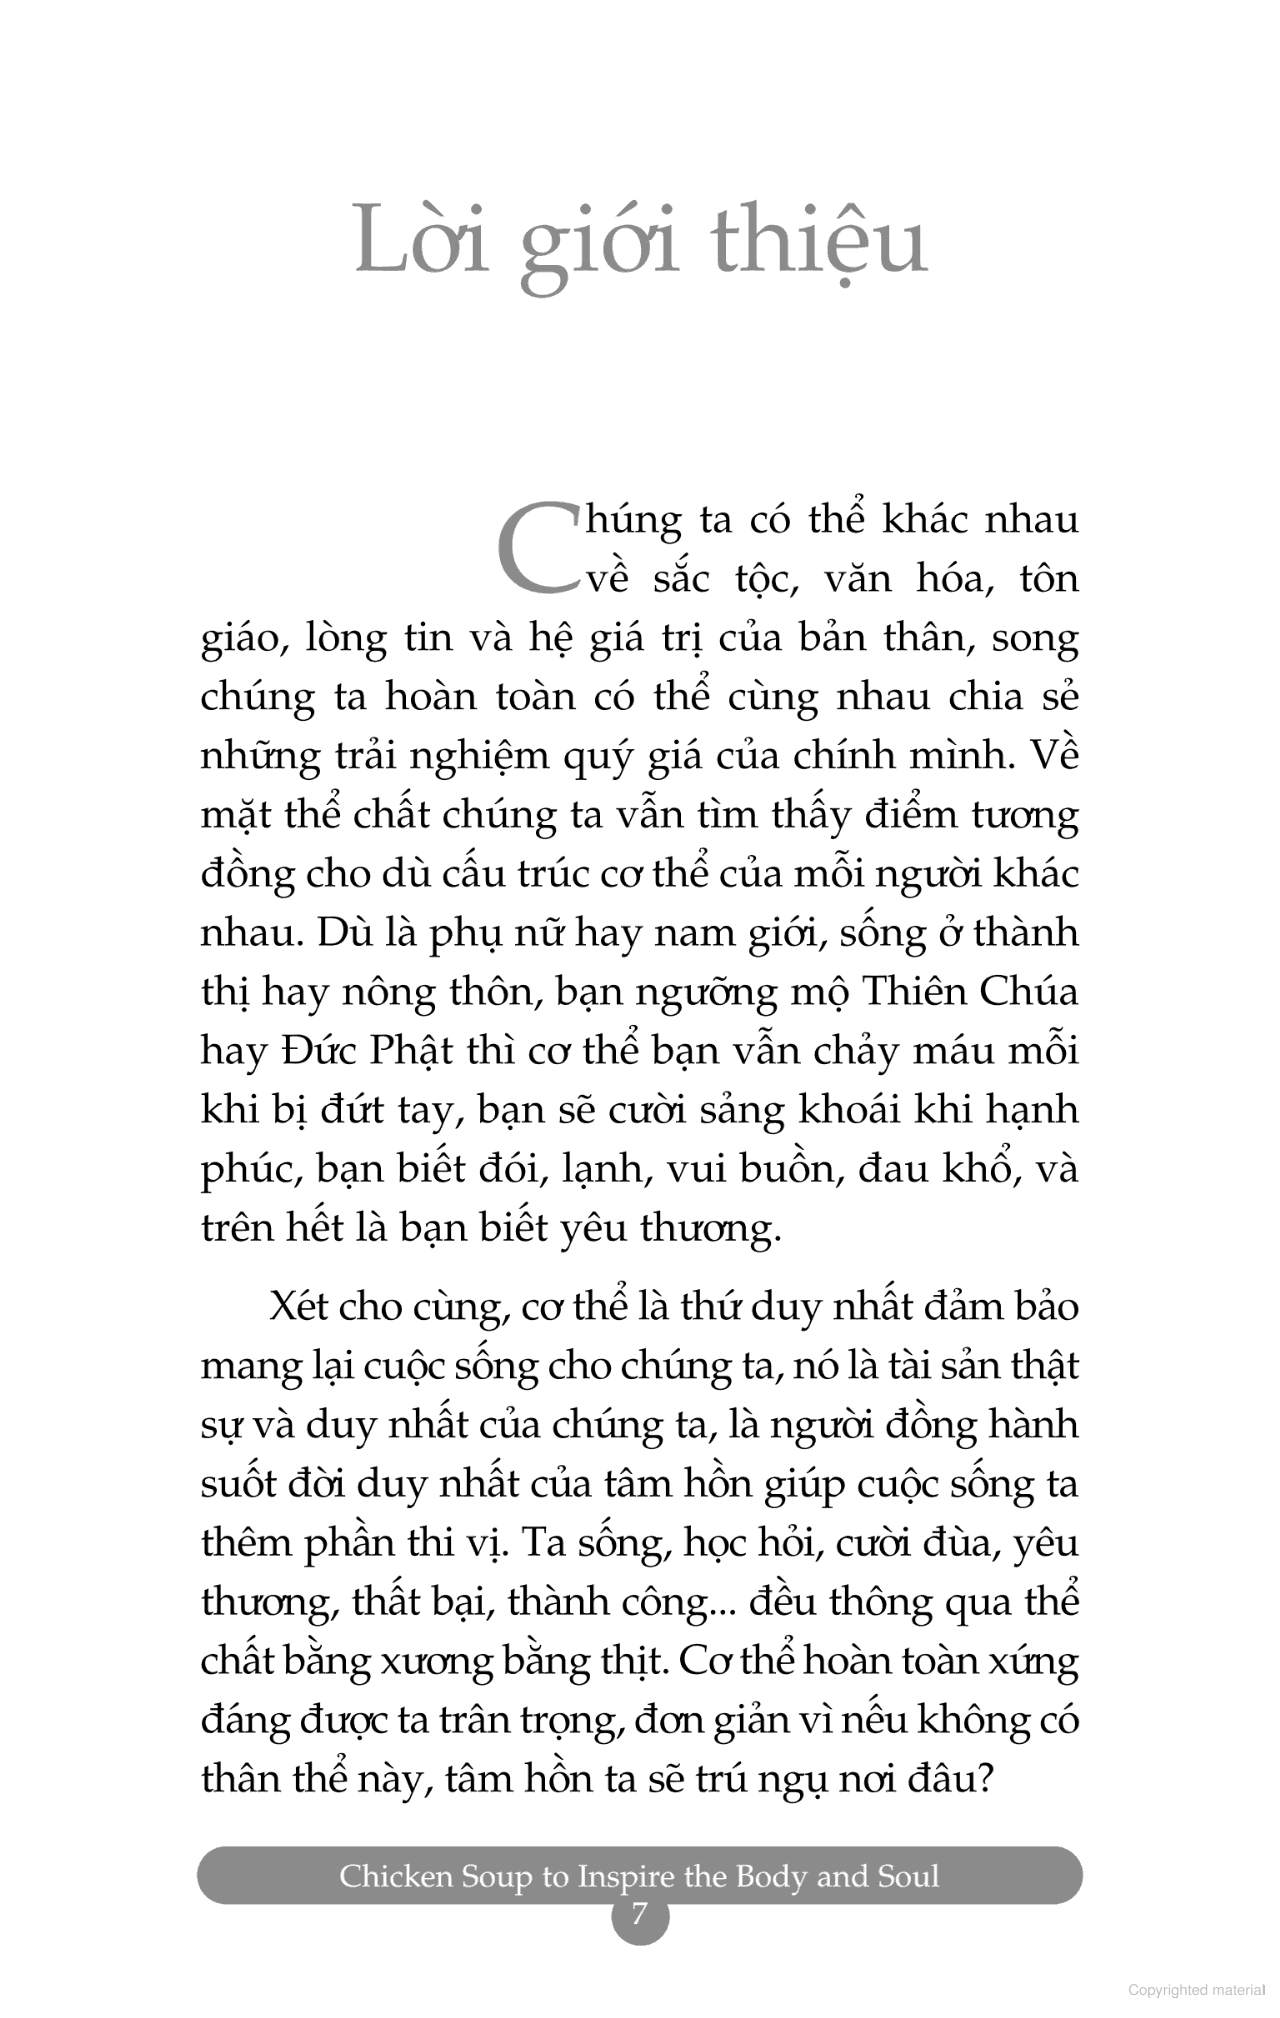 Lời giới thiệu
Chúng ta có thể khác nhau
về sắc tộc, văn hóa, tôn
giáo, lòng tin và hệ giá trị của bản thân, song
chúng ta hoàn toàn có thể cùng nhau chia sẻ
những trải nghiệm quý giá của chính mình. Về
mặt thể chất chúng ta vẫn tìm thấy điểm tương
đồng cho dù cấu trúc cơ thể của mỗi người khác
nhau. Dù là phụ nữ hay nam giới, sống ở thành
thị hay nông thôn, bạn ngưỡng mộ Thiên Chúa
hay Đức Phật thì cơ thể bạn vẫn chảy máu mỗi
khi bị đứt tay, bạn sẽ cười sảng khoái khi hạnh
phúc, bạn biết đói, lạnh, vui buồn, đau khổ, và
trên hết là bạn biết yêu thương.
Xét cho cùng, cơ thể là thứ duy nhất đảm bảo
mang lại cuộc sống cho chúng ta, nó là tài sản thật
sự và duy nhất của chúng ta, là người đồng hành
suốt đời duy nhất của tâm hồn giúp cuộc sống ta
thêm phần thi vị. Ta sống, học hỏi, cười đùa, yêu
thương, thất bại, thành công... đều thông qua thể
chất bằng xương bằng thịt. Cơ thể hoàn toàn xứng
đáng được ta trân trọng, đơn giản vì nếu không có
thân thể này, tâm hồn ta sẽ trú ngụ nơi đâu?
Chicken Soup to Inspire the Body and Soul
7
Copyrighted material